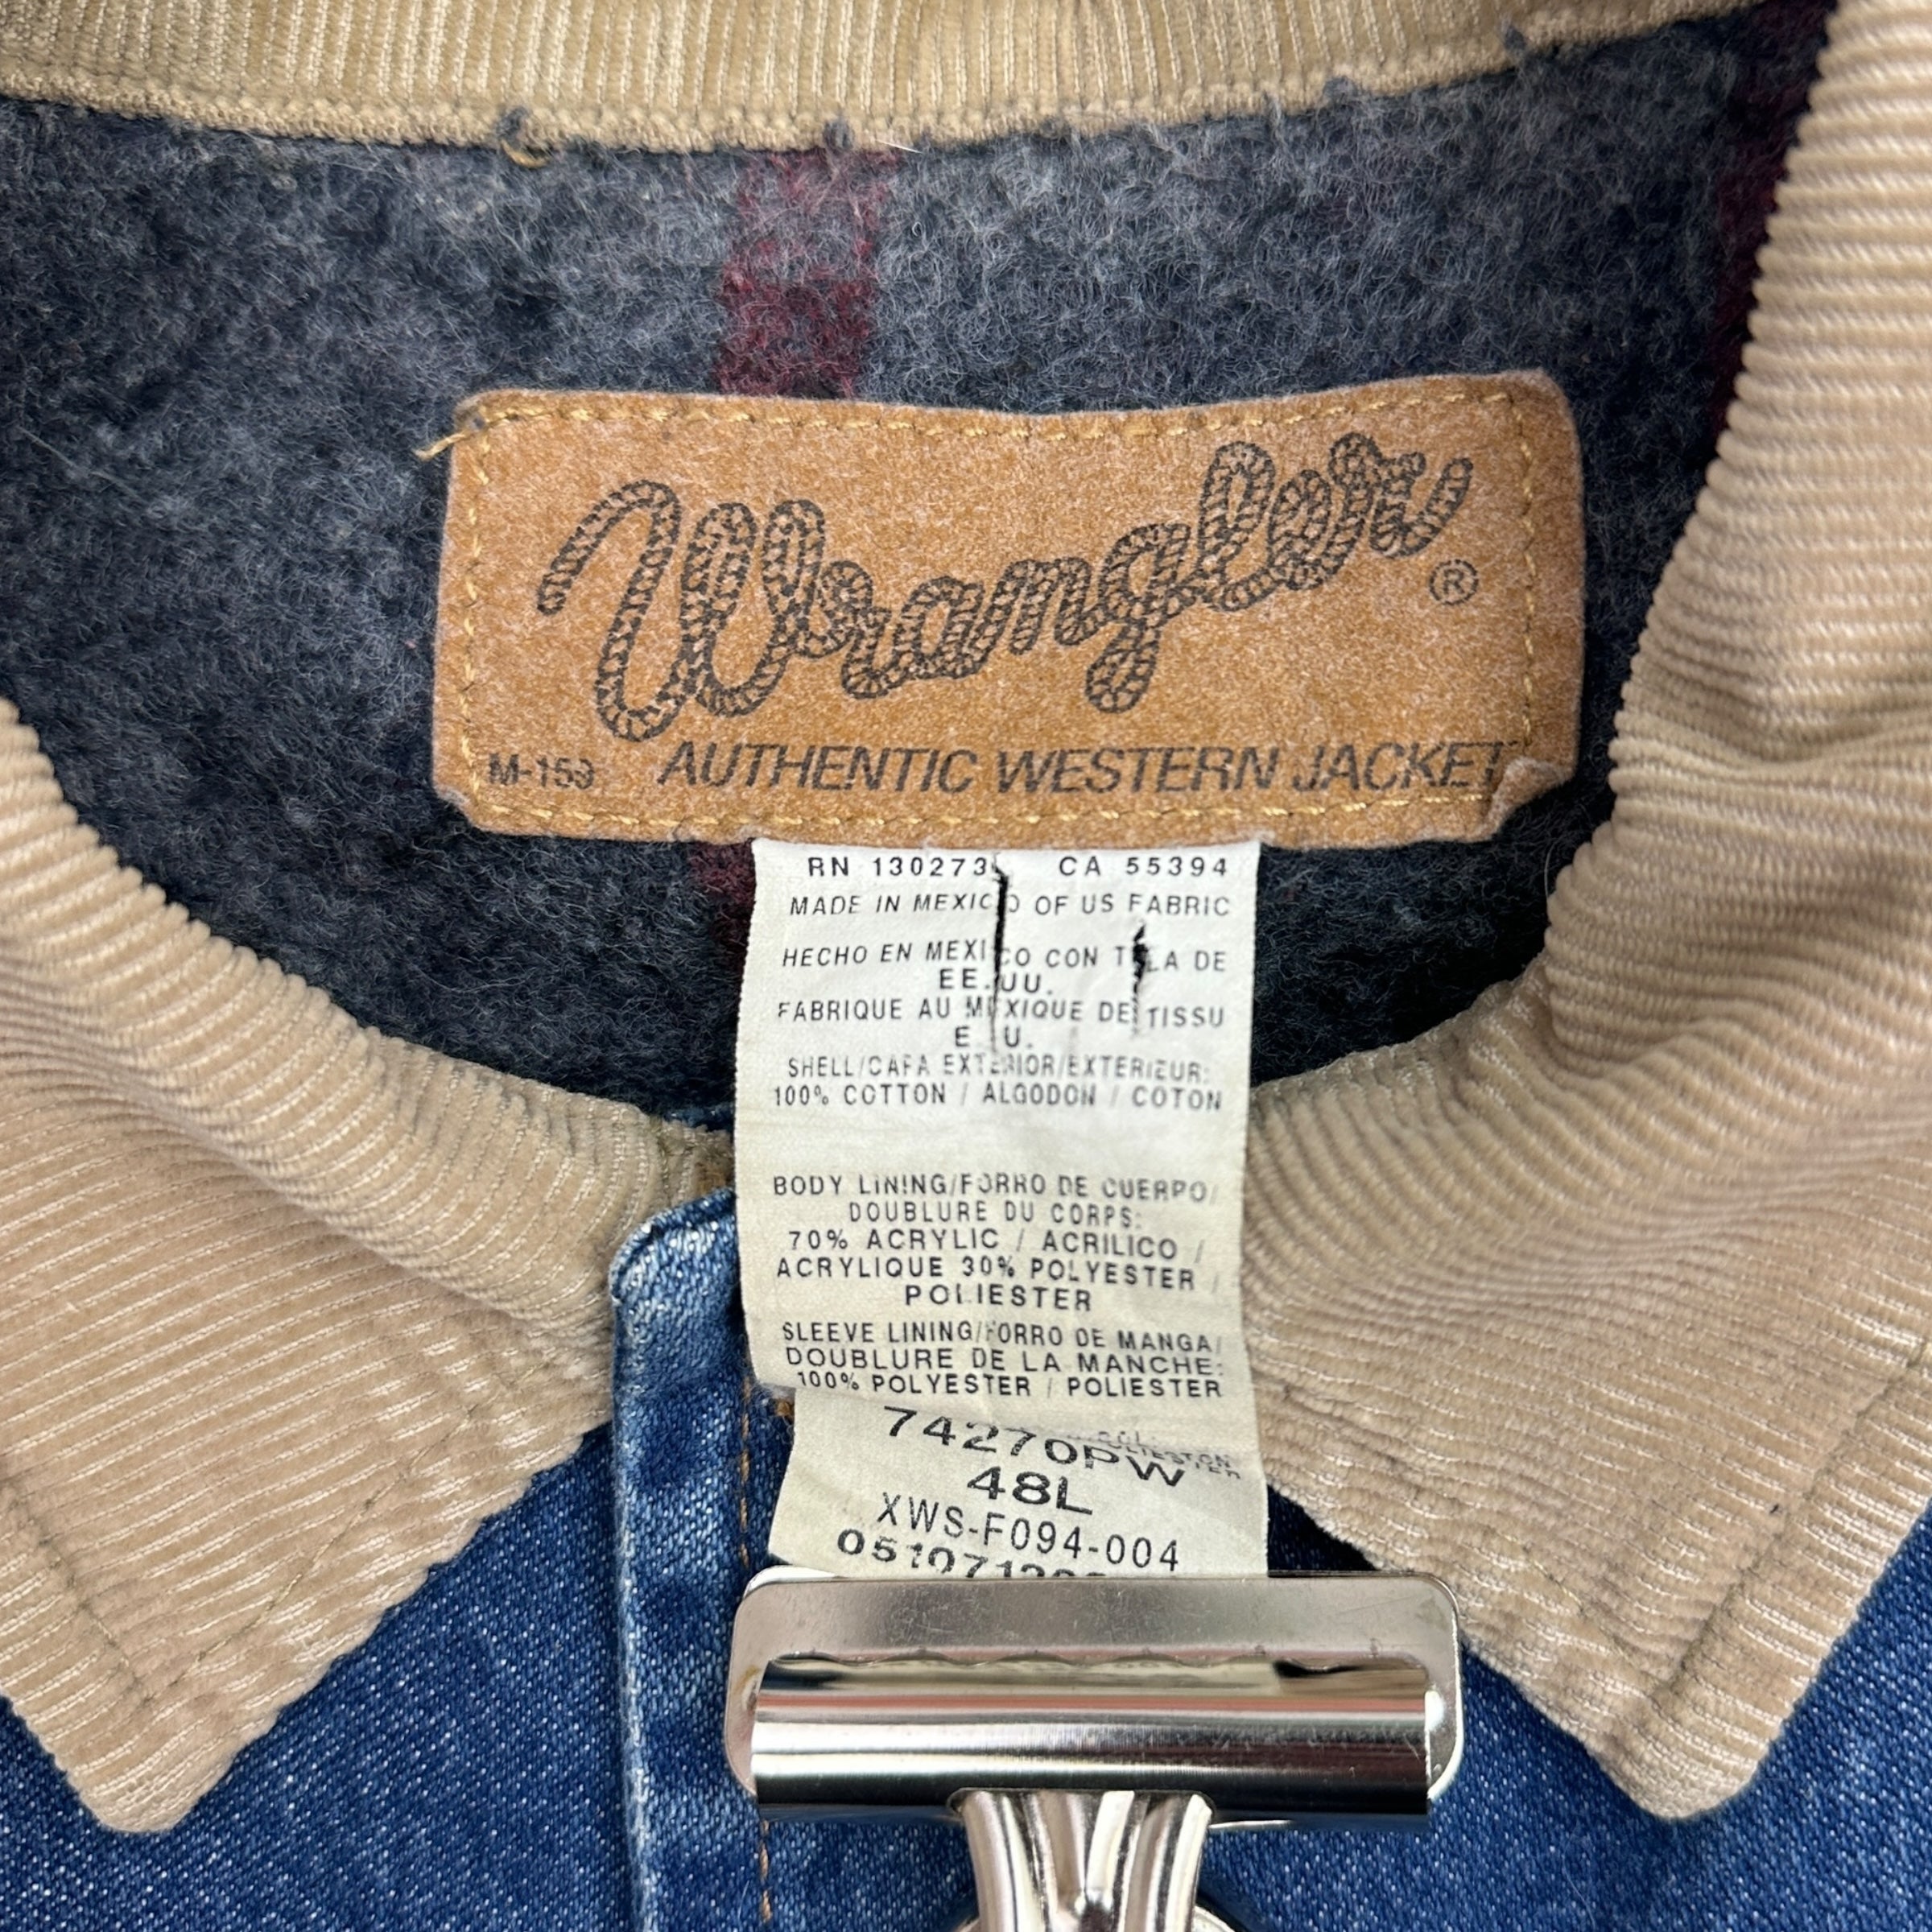 Wrangler®
M-159 AUTHENTIC WESTERN JACKET
RN 130273 CA 55394
MADE IN MEXICO OF US FABRIC
HECHO EN MEXICO CON TELA DE
EE.UU.
FABRIQUE AU MEXIQUE DE TISSU
E U.
SHELL/CAPA EXTERIOR/EXTERIEUR:
100% COTTON / ALGODON / COTON
BODY LINING/FORRO DE CUERPO/
DOUBLURE DU CORPS:
70% ACRYLIC / ACRILICO /
ACRYLIQUE 30% POLYESTER /
POLIESTER
SLEEVE LINING/FORRO DE MANGA/
DOUBLURE DE LA MANCHE:
100% POLYESTER / POLIESTER
74270PW
48L
XWS-F094-004